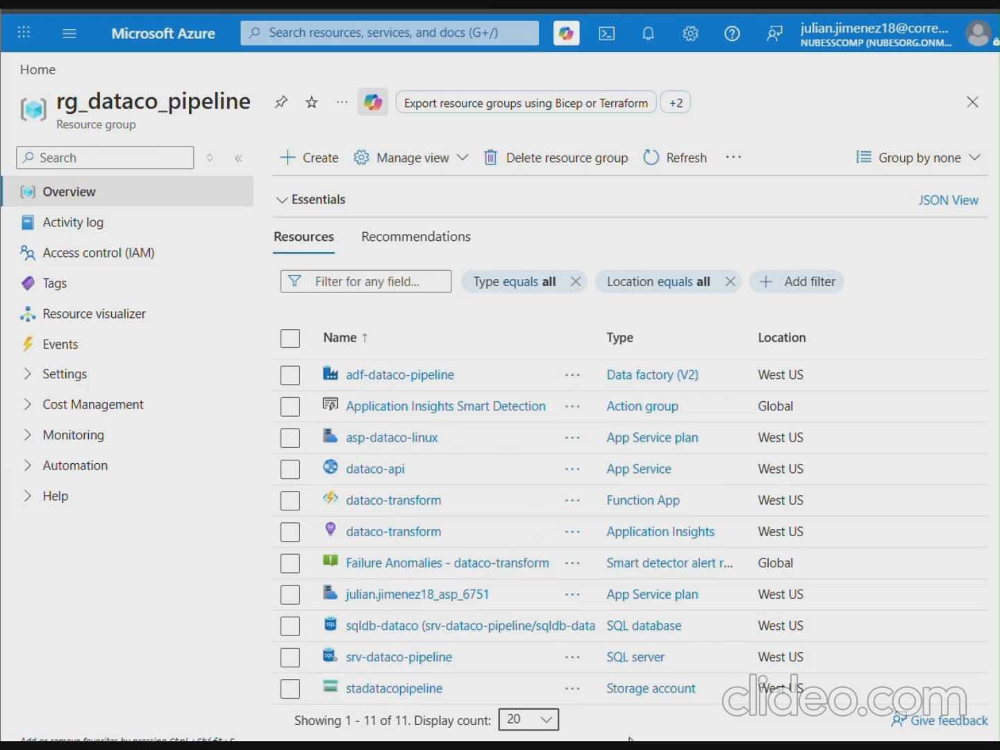 Microsoft Azure
Search resources, services, and docs (G+/)
julian.jimenez18@corre...
NUBESSCOMP (NUBESORG.ONM...
Home
rg_dataco_pipeline
Resource group
Export resource groups using Bicep or Terraform
+2
Search
Create
Manage view
Delete resource group
Refresh
Group by none
Overview
Activity log
Access control (IAM)
Tags
Resource visualizer
Events
Settings
Cost Management
Monitoring
Automation
Help
Essentials
JSON View
Resources
Recommendations
Filter for any field...
Type equals all
Location equals all
Add filter
Name ↑ Type Location
adf-dataco-pipeline ... Data factory (V2) West US
Application Insights Smart Detection ... Action group Global
asp-dataco-linux ... App Service plan West US
dataco-api ... App Service West US
dataco-transform ... Function App West US
dataco-transform ... Application Insights West US
Failure Anomalies - dataco-transform ... Smart detector alert r... Global
julian.jimenez18_asp_6751 ... App Service plan West US
sqldb-dataco (srv-dataco-pipeline/sqldb-data SQL database West US
srv-dataco-pipeline ... SQL server West US
stadatacopipeline ... Storage account West US
Showing 1 - 11 of 11. Display count: 20
Give feedback
Add or remove favorites by pressing Ctrl+Shift+F
clideo.com